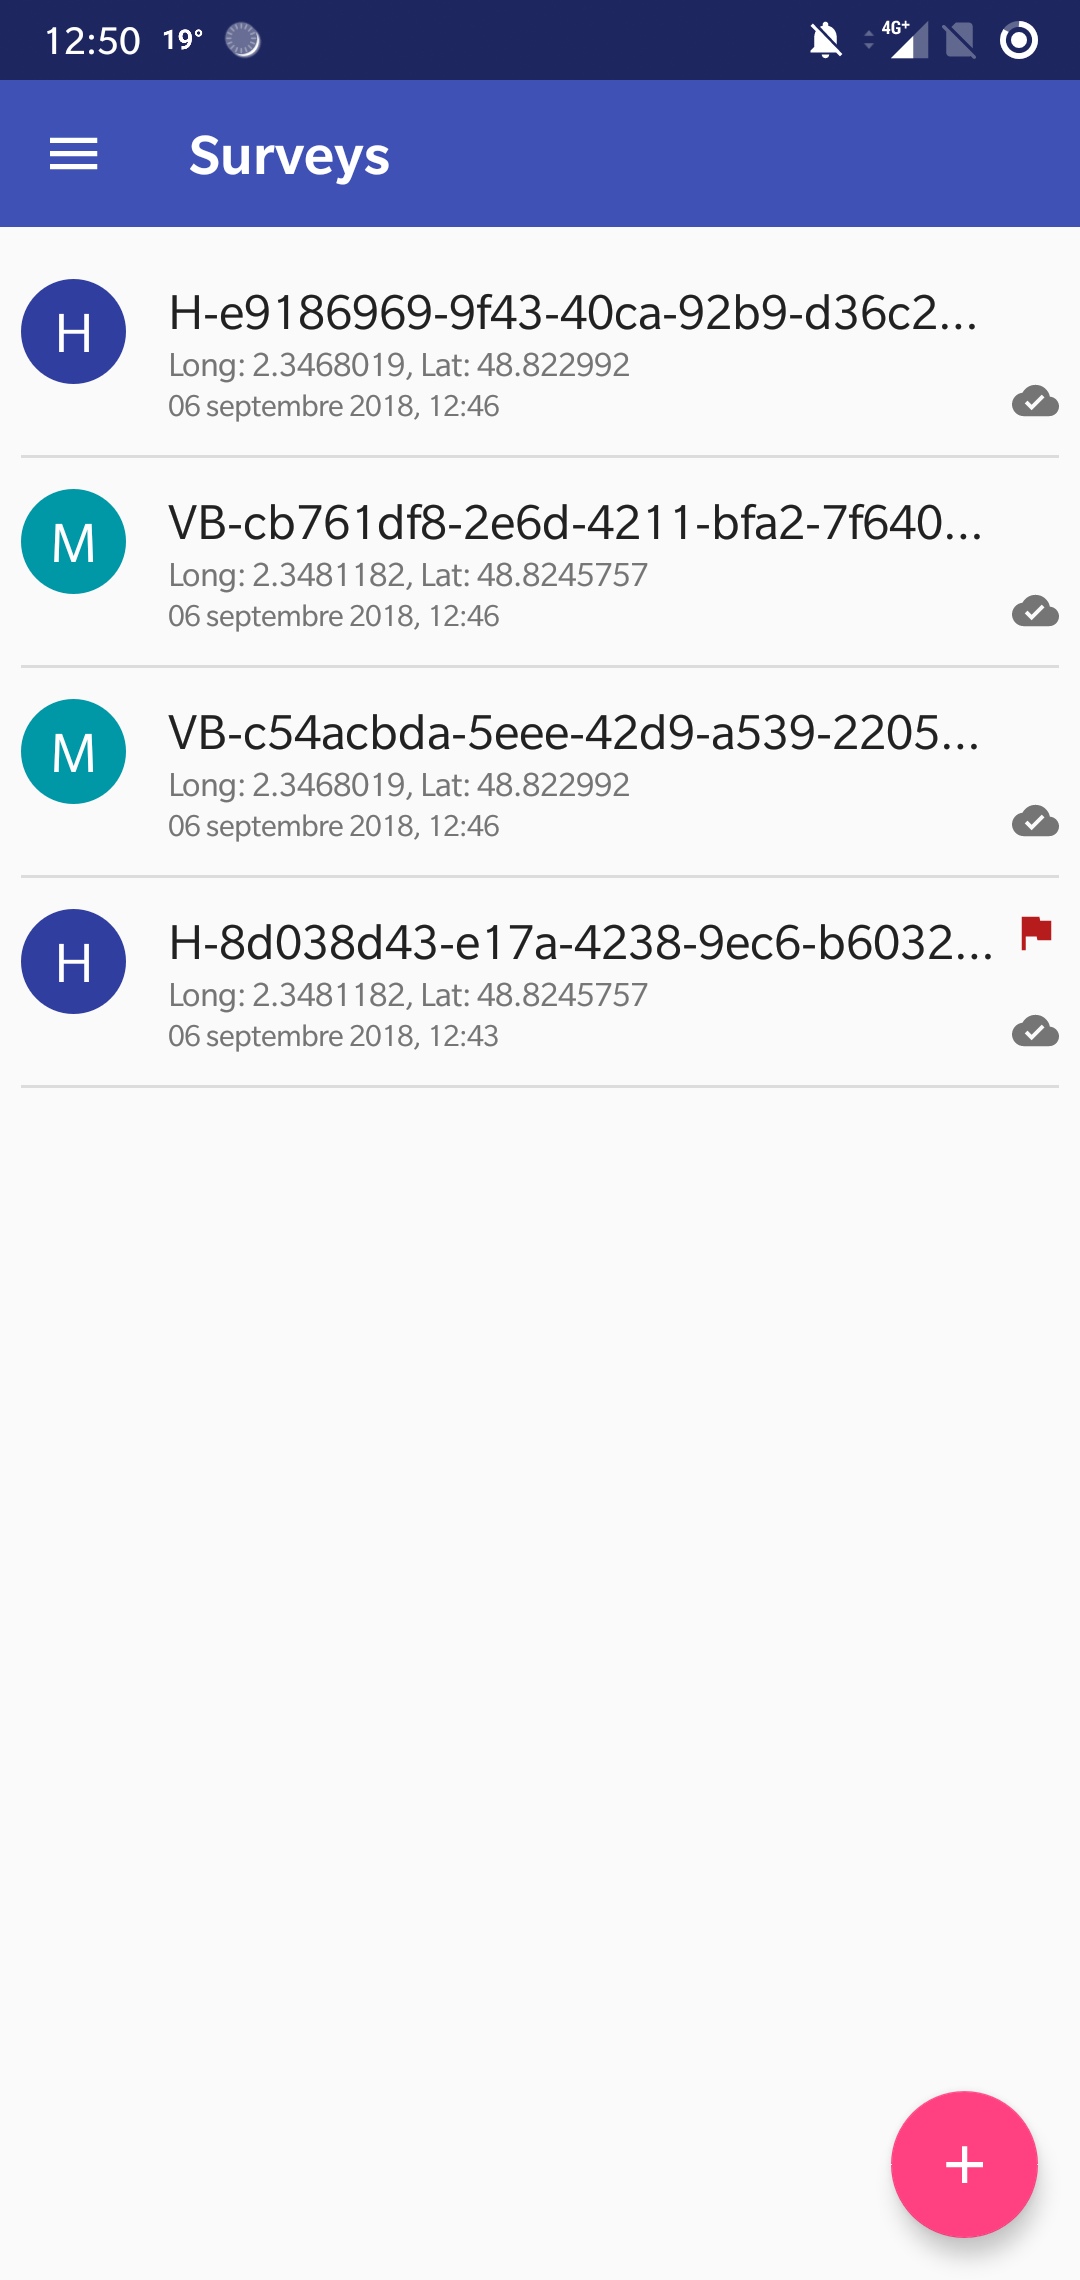 12:50 19° 4G+
Surveys
H
H-e9186969-9f43-40ca-92b9-d36c2...
Long: 2.3468019, Lat: 48.822992
06 septembre 2018, 12:46
M
VB-cb761df8-2e6d-4211-bfa2-7f640...
Long: 2.3481182, Lat: 48.8245757
06 septembre 2018, 12:46
M
VB-c54acbda-5eee-42d9-a539-2205...
Long: 2.3468019, Lat: 48.822992
06 septembre 2018, 12:46
H
H-8d038d43-e17a-4238-9ec6-b6032...
Long: 2.3481182, Lat: 48.8245757
06 septembre 2018, 12:43